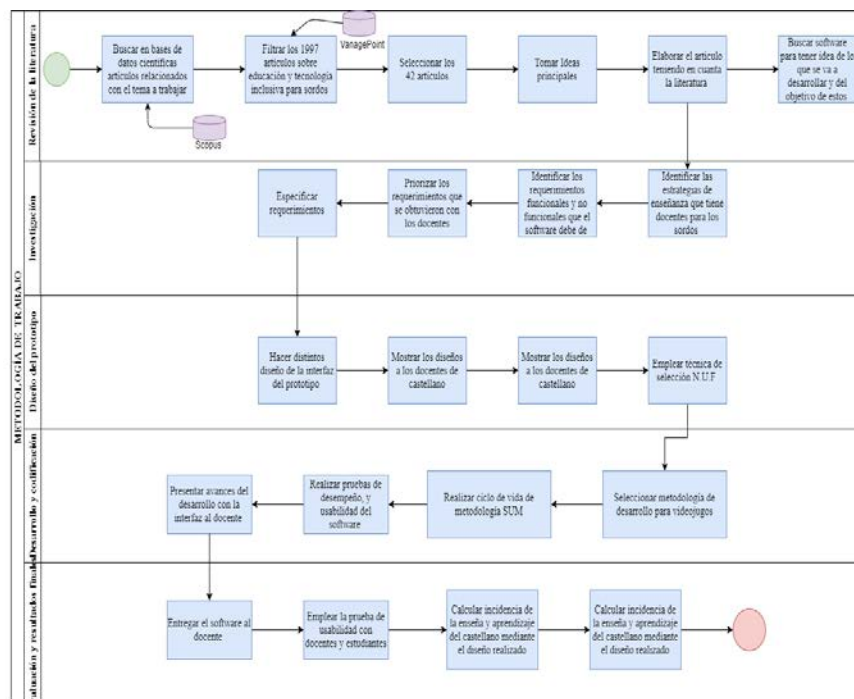 METODOLOGÍA DE TRABAJO
Revisión de la literatura
Buscar en bases de
datos científicas
artículos relacionados
con el tema a trabajar
Scopus
Filtrar los 1997
artículos sobre
educación y tecnología
inclusiva para sordos
VanagePoint
Seleccionar los
42 artículos
Tomar Ideas
principales
Elaborar el artículo
teniendo en cuanta
la literatura
Buscar software
para tener idea de lo
que se va a
desarrollar y del
objetivo de estos
Investigación
Especificar
requerimientos
Priorizar los
requerimientos que
se obtuvieron con
los docentes
Identificar los
requerimientos
funcionales y no
funcionales que el
software debe de
Identificar las
estrategias de
enseñanza que tiene
docentes para los
sordos
Diseño del prototipo
Hacer distintos
diseño de la interfaz
del prototipo
Mostrar los diseños
a los docentes de
castellano
Mostrar los diseños
a los docentes de
castellano
Emplear técnica de
selección N.U.F
Desarrollo y codificación
Presentar avances del
desarrollo con la
interfaz al docente
Realizar pruebas de
desempeño, y
usabilidad del
software
Realizar ciclo de vida de
metodología SUM
Seleccionar metodología de
desarrollo para videojugos
valuación y resultados finales
Entregar el software al
docente
Emplear la prueba de
usabilidad con
docentes y estudiantes
Calcular incidencia de
la enseña y aprendizaje
del castellano mediante
el diseño realizado
Calcular incidencia de
la enseña y aprendizaje
del castellano mediante
el diseño realizado